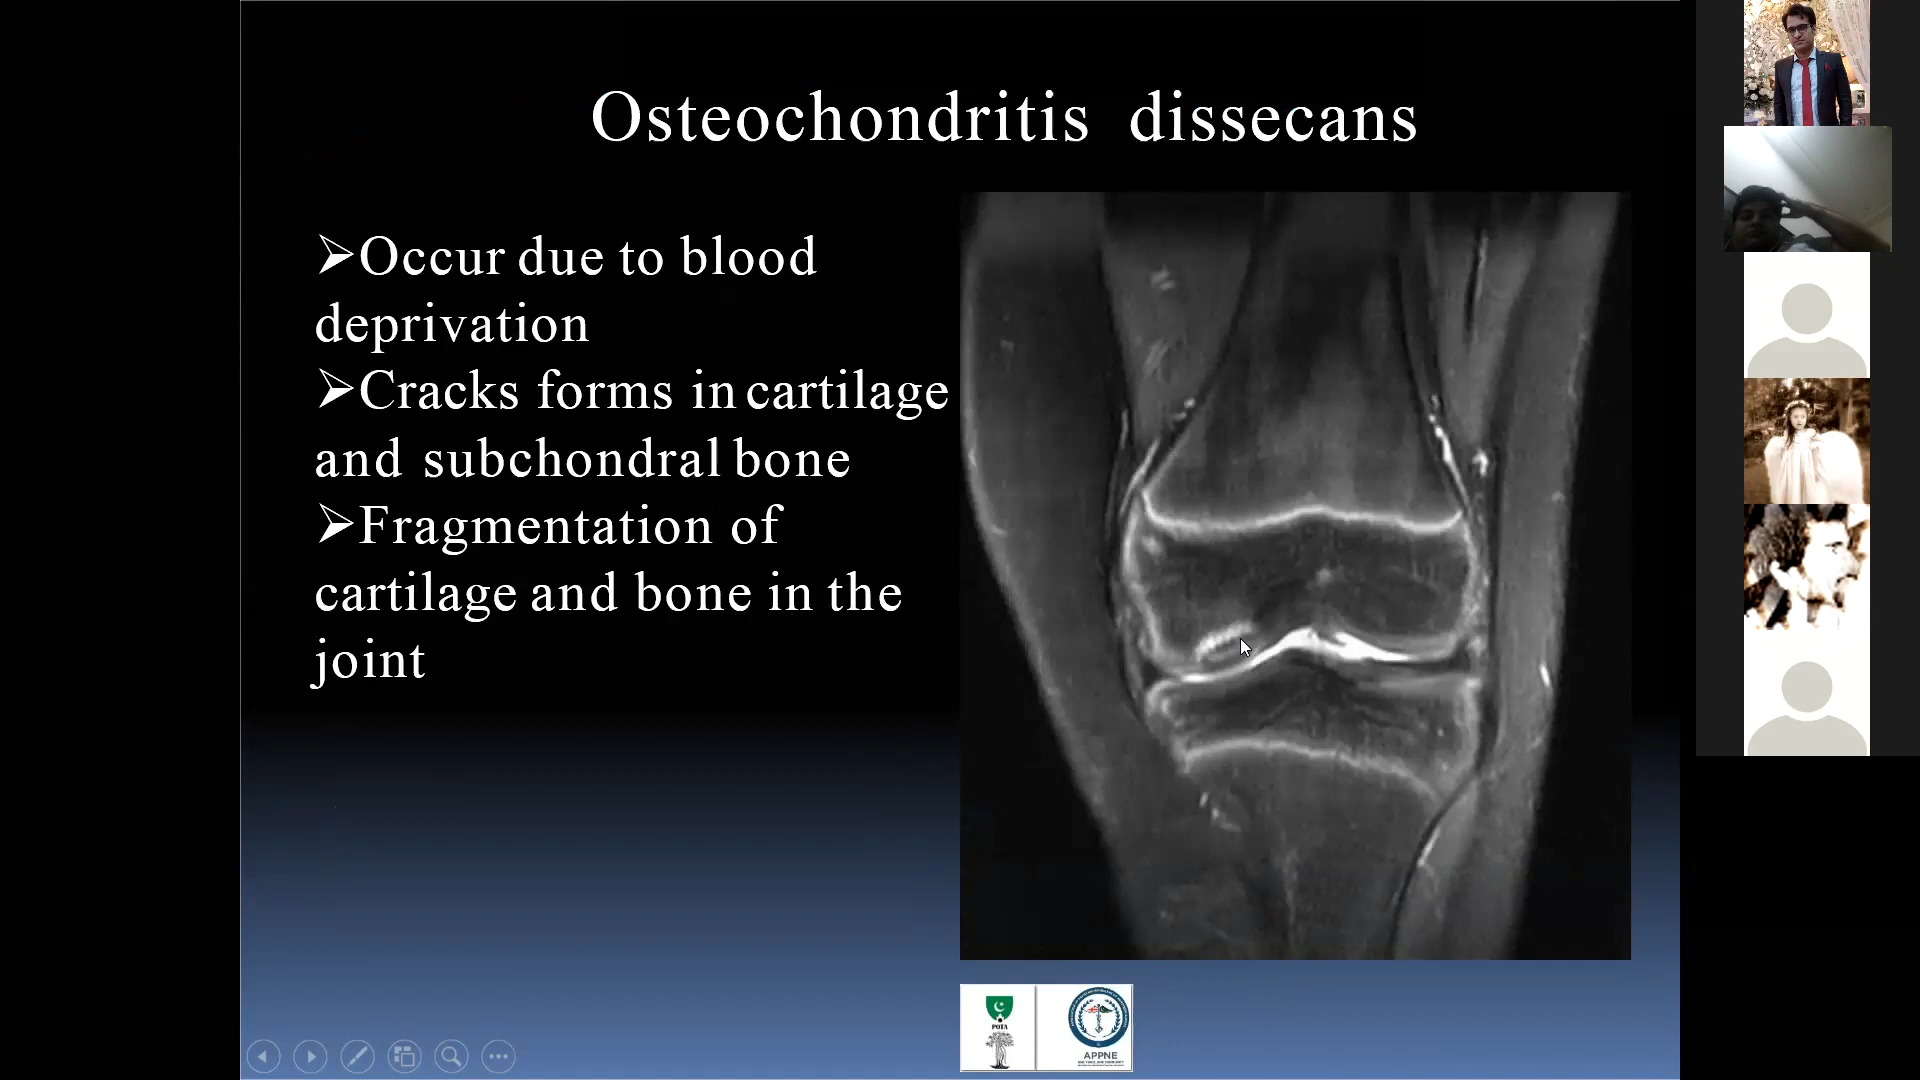 Osteochondritis dissecans
➢Occur due to blood
deprivation
➢Cracks forms in cartilage
and subchondral bone
➢Fragmentation of
cartilage and bone in the
joint
POTA
APPNE